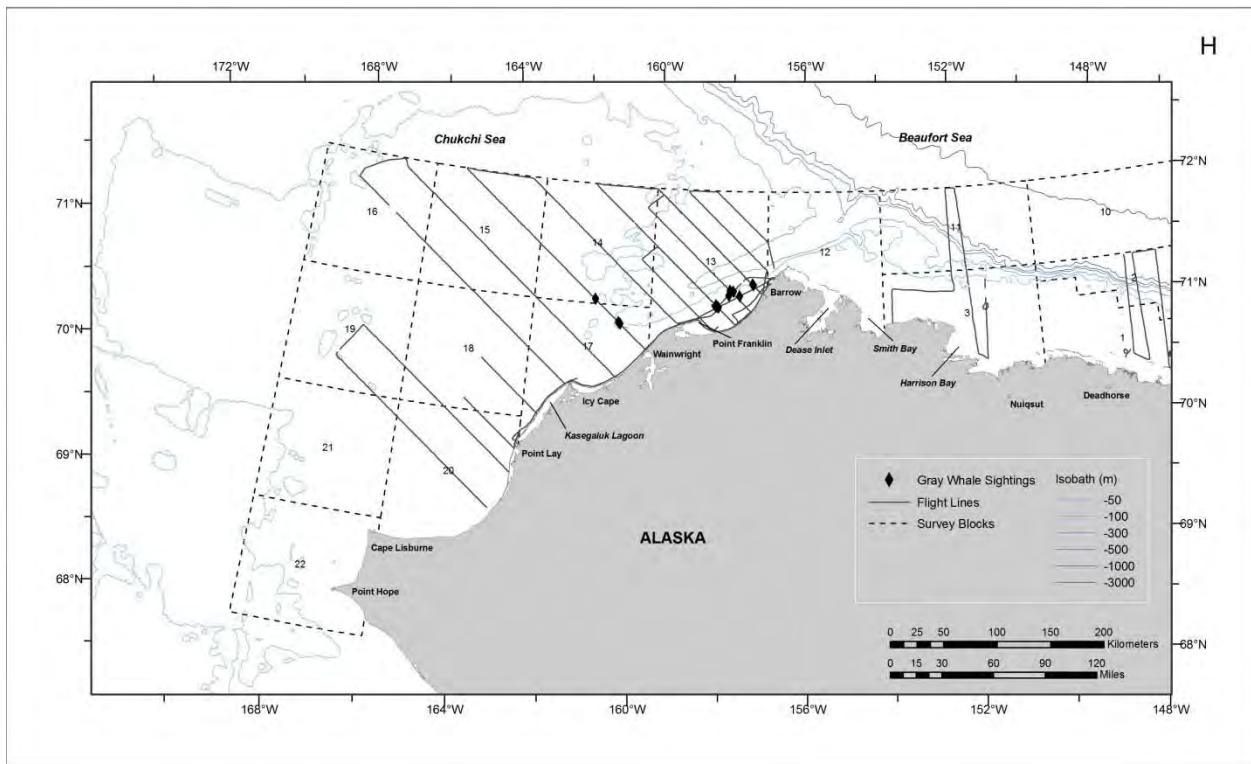 H
172°W
168°W
164°W
160°W
156°W
152°W
148°W
Chukchi Sea
Beaufort Sea
72°N
71°N
16
15
14
13
12
11
10
2
71°N
70°N
Barrow
Point Franklin
Dease Inlet
Smith Bay
Harrison Bay
3
1
19
18
17
Wainwright
Icy Cape
Nuiqsut
Deadhorse
70°N
Kasegaluk Lagoon
Point Lay
69°N
21
20
Gray Whale Sightings
Flight Lines
Survey Blocks
Isobath (m)
-50
-100
-300
-500
-1000
-3000
69°N
ALASKA
Cape Lisburne
22
Point Hope
68°N
0 25 50 100 150 200
Kilometers
0 15 30 60 90 120
Miles
68°N
168°W
164°W
160°W
156°W
152°W
148°W